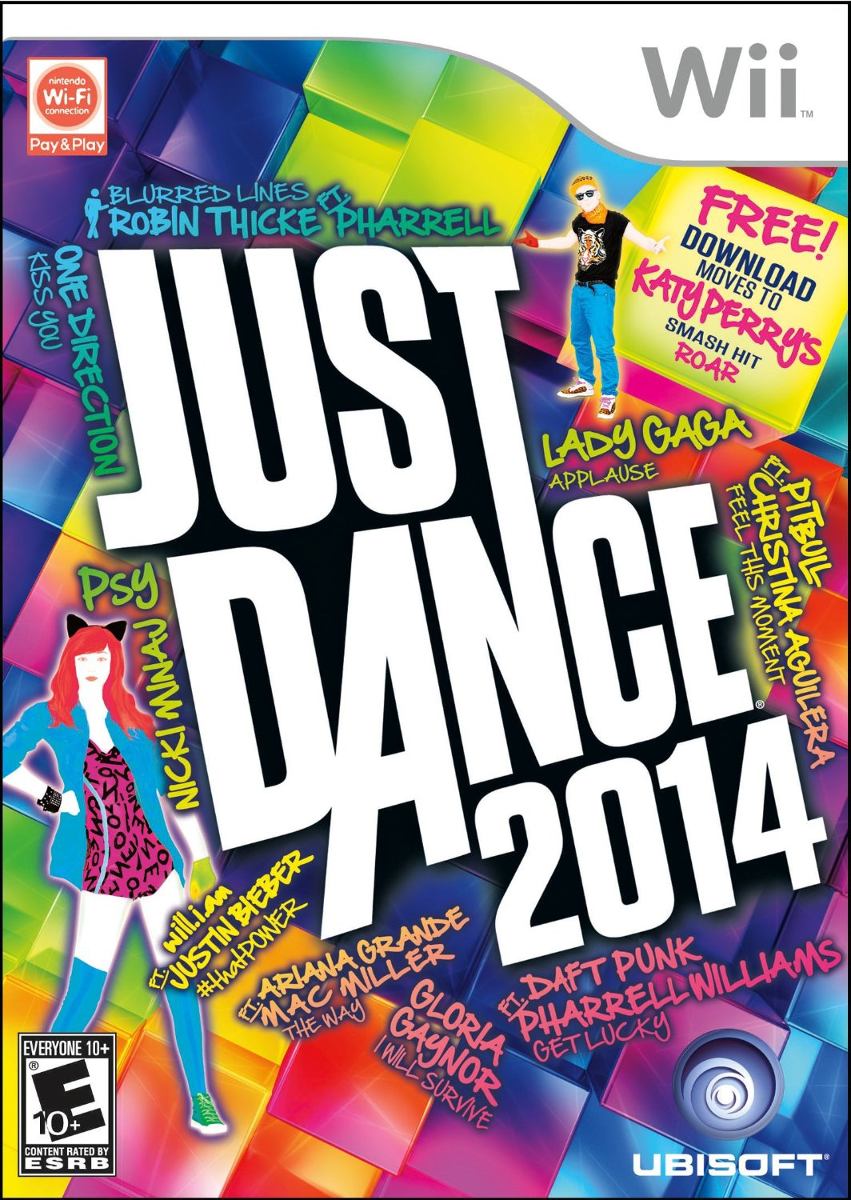 Wii™
nintendo
Wi-Fi
connection
Pay & Play
BLURRED LINES
ROBIN THICKE FT. PHARRELL
ONE DIRECTION
KISS YOU
FREE!
DOWNLOAD
MOVES TO
KATY PERRY'S
SMASH HIT
ROAR
JUST
DANCE®
2014
LADY GAGA
APPLAUSE
FT. PITBULL
CHRISTINA AGUILERA
FEEL THIS MOMENT
PSY
NICKI MINAJ
will.i.am
FT. JUSTIN BIEBER
#thatPOWER
ARIANA GRANDE
FT. MAC MILLER
THE WAY
GLORIA
GAYNOR
I WILL SURVIVE
DAFT PUNK
FT. PHARRELL WILLIAMS
GET LUCKY
EVERYONE 10+
®
E
10+
CONTENT RATED BY
ESRB
UBISOFT®